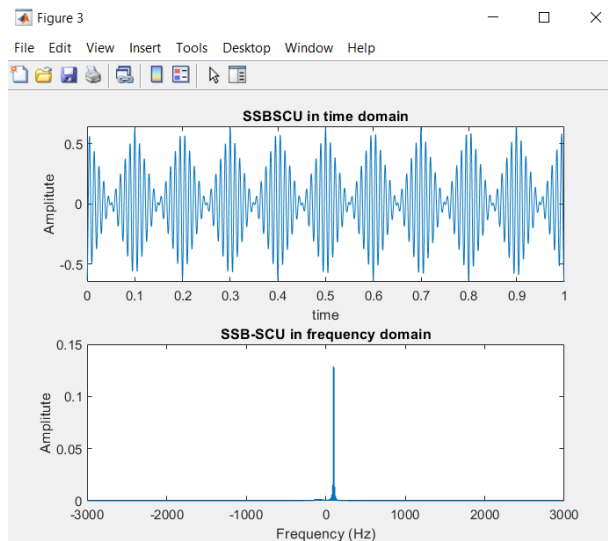 Figure 3
File Edit View Insert Tools Desktop Window Help
SSBSCU in time domain
0.5
0
-0.5
Amplitute
0 0.1 0.2 0.3 0.4 0.5 0.6 0.7 0.8 0.9 1
time
SSB-SCU in frequency domain
0.15
0.1
0.05
0
Amplitute
-3000 -2000 -1000 0 1000 2000 3000
Frequency (Hz)